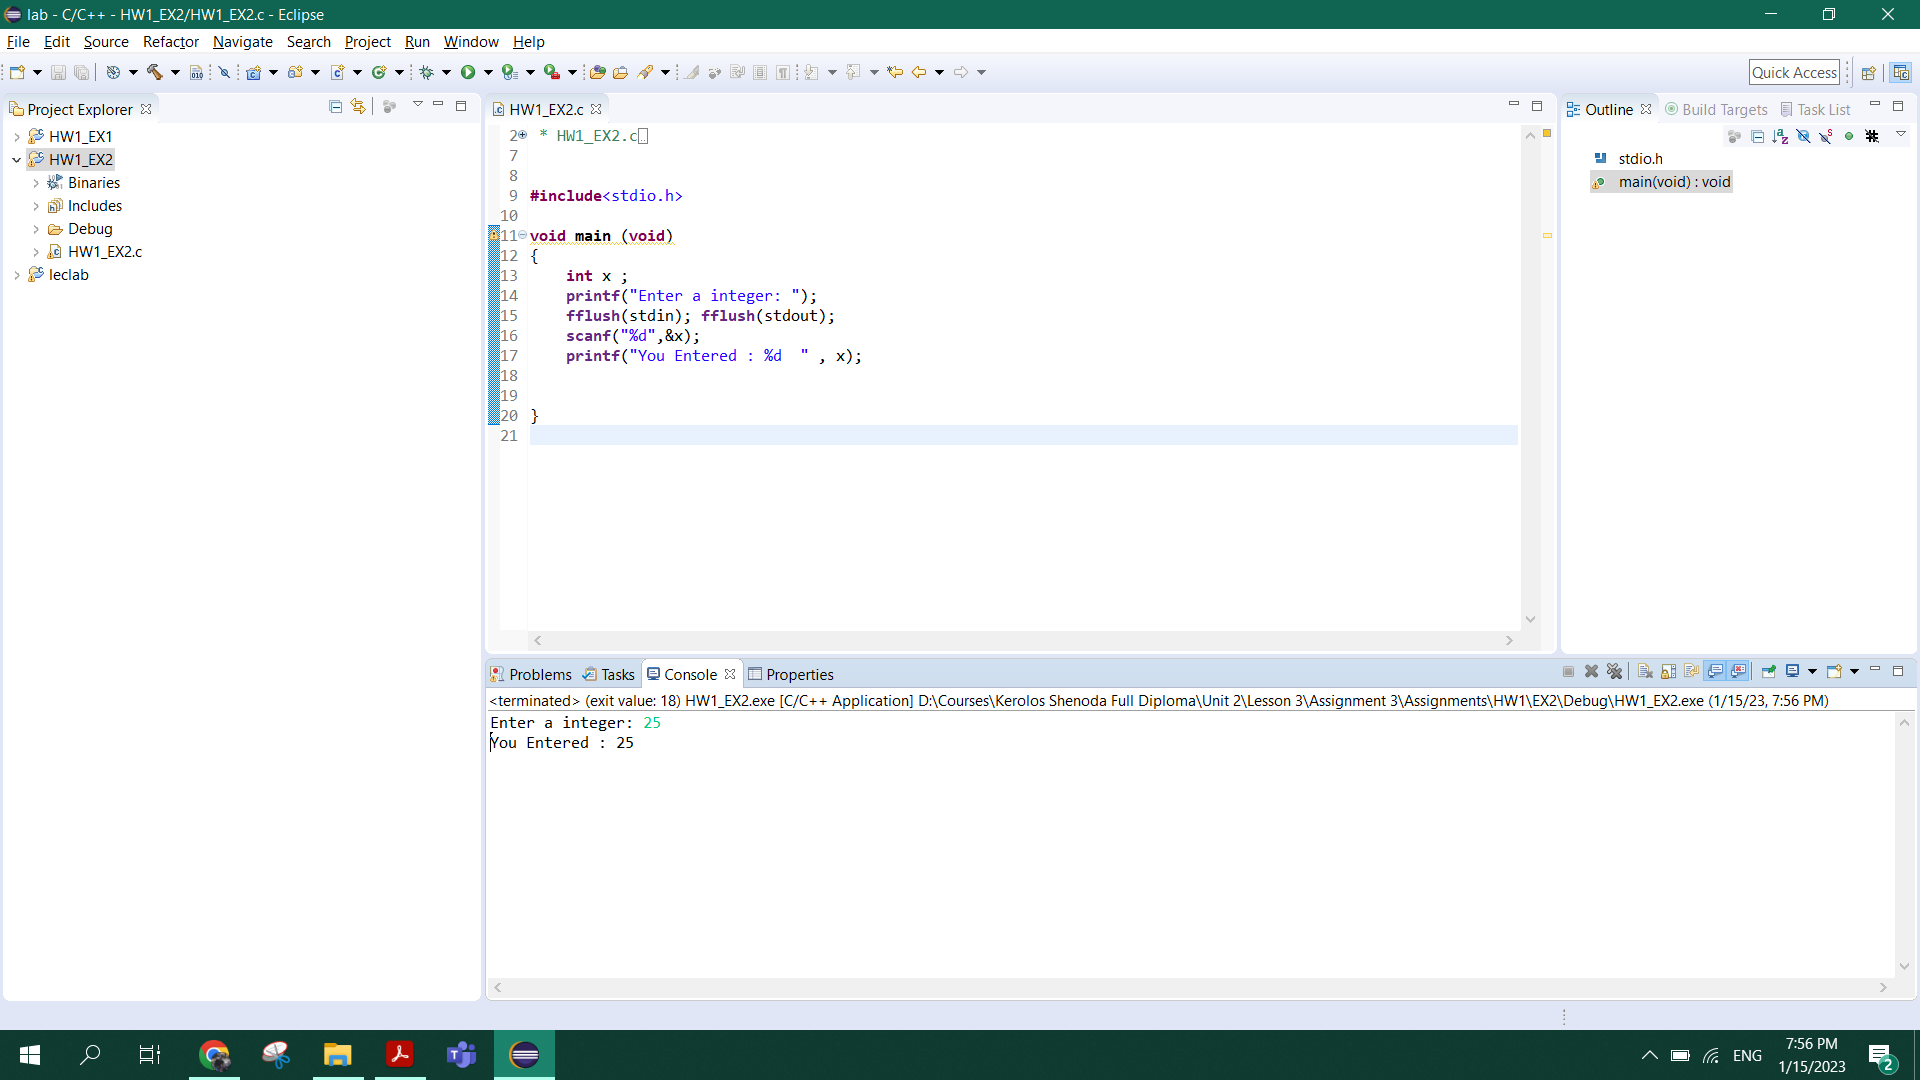 lab - C/C++ - HW1_EX2/HW1_EX2.c - Eclipse
File Edit Source Refactor Navigate Search Project Run Window Help
Quick Access
Project Explorer
HW1_EX1
HW1_EX2
Binaries
Includes
Debug
HW1_EX2.c
leclab
HW1_EX2.c
2 * HW1_EX2.c
7
8
9 #include<stdio.h>
10
11 void main (void)
12 {
13 int x ;
14 printf("Enter a integer: ");
15 fflush(stdin); fflush(stdout);
16 scanf("%d",&x);
17 printf("You Entered : %d  " , x);
18
19
20 }
21
Outline Build Targets Task List
stdio.h
main(void) : void
Problems Tasks Console Properties
<terminated> (exit value: 18) HW1_EX2.exe [C/C++ Application] D:\Courses\Kerolos Shenoda Full Diploma\Unit 2\Lesson 3\Assignment 3\Assignments\HW1\EX2\Debug\HW1_EX2.exe (1/15/23, 7:56 PM)
Enter a integer: 25
You Entered : 25
ENG
7:56 PM
1/15/2023
2